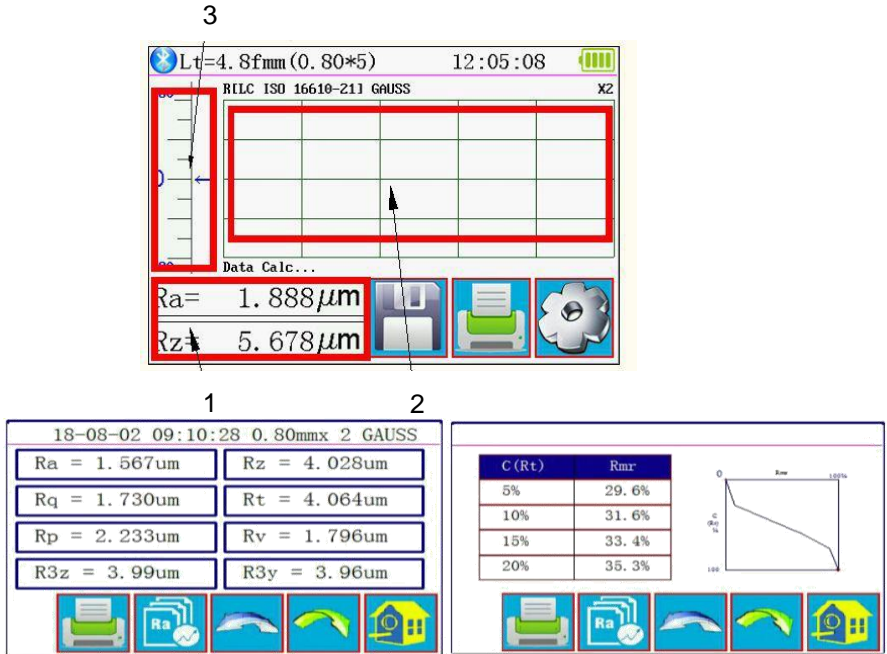 3
Lt=4.8fmm(0.80*5) 12:05:08
R[LC ISO 16610-21] GAUSS X2
Data Calc...
Ra= 1.888μm
Rz= 5.678μm
1 2
18-08-02 09:10:28 0.80mmx 2 GAUSS
Ra = 1.567um Rz = 4.028um
Rq = 1.730um Rt = 4.064um
Rp = 2.233um Rv = 1.796um
R3z = 3.99um R3y = 3.96um
Ra
C(Rt) Rmr
5% 29.6%
10% 31.6%
15% 33.4%
20% 35.3%
0 Rmr 100%
100
Ra